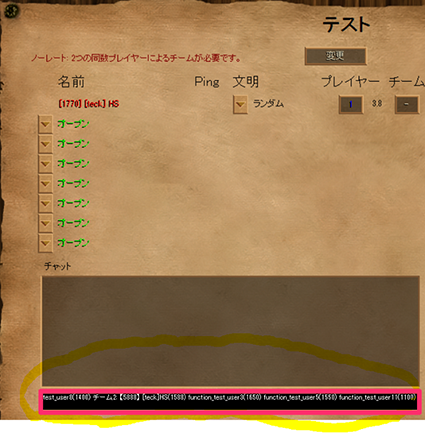 テスト
ノーレート: 2つの同数プレイヤーによるチームが必要です。
変更
名前 Ping 文明 プレイヤー チーム
[1770] [teck] HS ランダム 1 3.8 -
オープン
オープン
オープン
オープン
オープン
オープン
オープン
チャット
test_user8(1400) チーム2:【5880】 [teck]HS(1580) function_test_user3(1650) function_test_user5(1550) function_test_user11(1100)